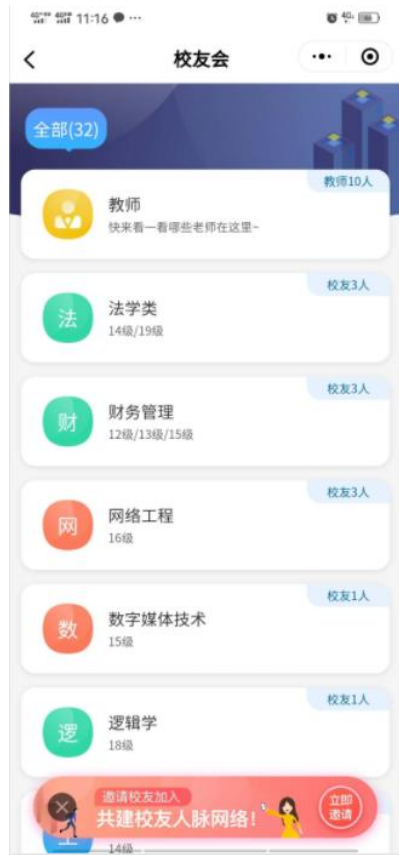 11:16
4G
校友会
全部(32)
教师10人
教师
快来看一看哪些老师在这里~
校友3人
法
法学类
14级/19级
校友3人
财
财务管理
12级/13级/15级
校友3人
网
网络工程
16级
校友1人
数
数字媒体技术
15级
校友1人
逻
逻辑学
18级
邀请校友加入
共建校友人脉网络!
立即
邀请
14级